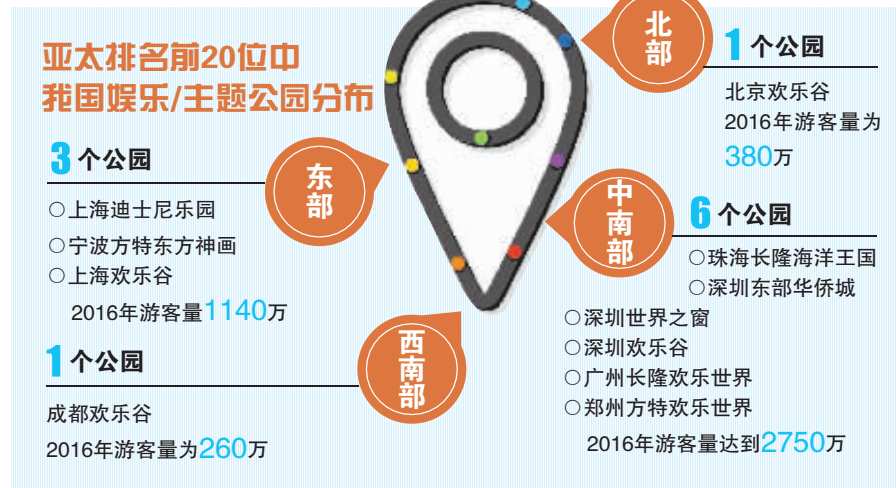 亚太排名前20位中
我国娱乐/主题公园分布
北部
1个公园
北京欢乐谷
2016年游客量为
380万
东部
3个公园
○上海迪士尼乐园
○宁波方特东方神画
○上海欢乐谷
2016年游客量1140万
中南部
6个公园
○珠海长隆海洋王国
○深圳东部华侨城
○深圳世界之窗
○深圳欢乐谷
○广州长隆欢乐世界
○郑州方特欢乐世界
2016年游客量达到2750万
西南部
1个公园
成都欢乐谷
2016年游客量为260万